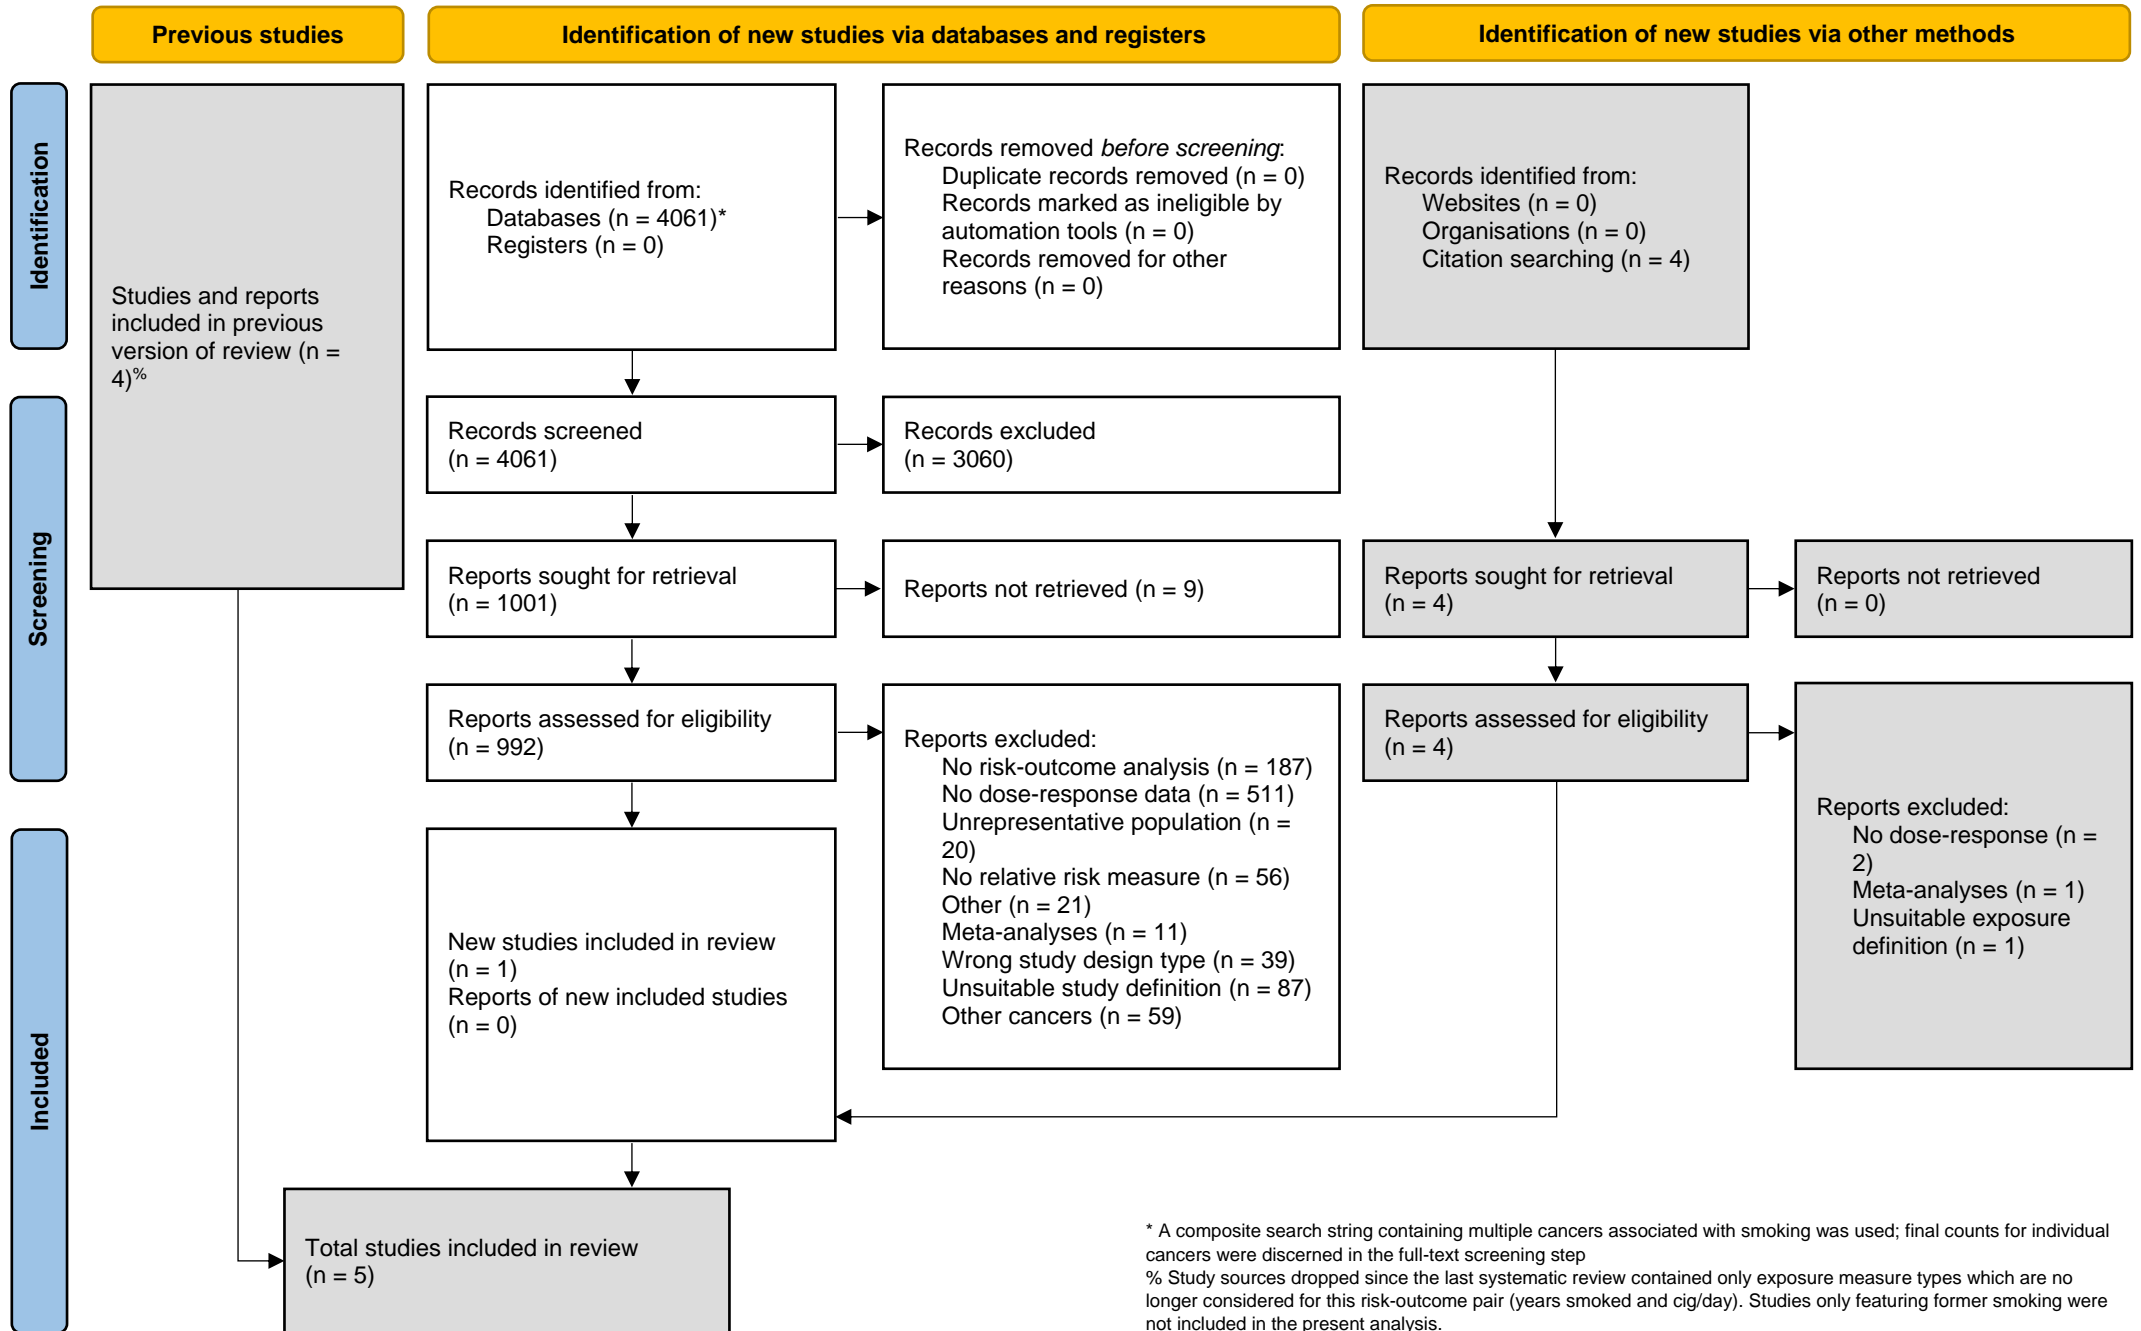 Previous studies
Identification of new studies via databases and registers
Identification of new studies via other methods
Identification
Studies and reports
included in previous
version of review (n =
4)%
Records identified from:
Databases (n = 4061)*
Registers (n = 0)
Records removed before screening:
Duplicate records removed (n = 0)
Records marked as ineligible by
automation tools (n = 0)
Records removed for other
reasons (n = 0)
Records identified from:
Websites (n = 0)
Organisations (n = 0)
Citation searching (n = 4)
Screening
Records screened
(n = 4061)
Records excluded
(n = 3060)
Reports sought for retrieval
(n = 1001)
Reports not retrieved (n = 9)
Reports sought for retrieval
(n = 4)
Reports not retrieved
(n = 0)
Reports assessed for eligibility
(n = 992)
Reports excluded:
No risk-outcome analysis (n = 187)
No dose-response data (n = 511)
Unrepresentative population (n =
20)
No relative risk measure (n = 56)
Other (n = 21)
Meta-analyses (n = 11)
Wrong study design type (n = 39)
Unsuitable study definition (n = 87)
Other cancers (n = 59)
Reports assessed for eligibility
(n = 4)
Reports excluded:
No dose-response (n =
2)
Meta-analyses (n = 1)
Unsuitable exposure
definition (n = 1)
Included
New studies included in review
(n = 1)
Reports of new included studies
(n = 0)
Total studies included in review
(n = 5)
* A composite search string containing multiple cancers associated with smoking was used; final counts for individual
cancers were discerned in the full-text screening step
% Study sources dropped since the last systematic review contained only exposure measure types which are no
longer considered for this risk-outcome pair (years smoked and cig/day). Studies only featuring former smoking were
not included in the present analysis.